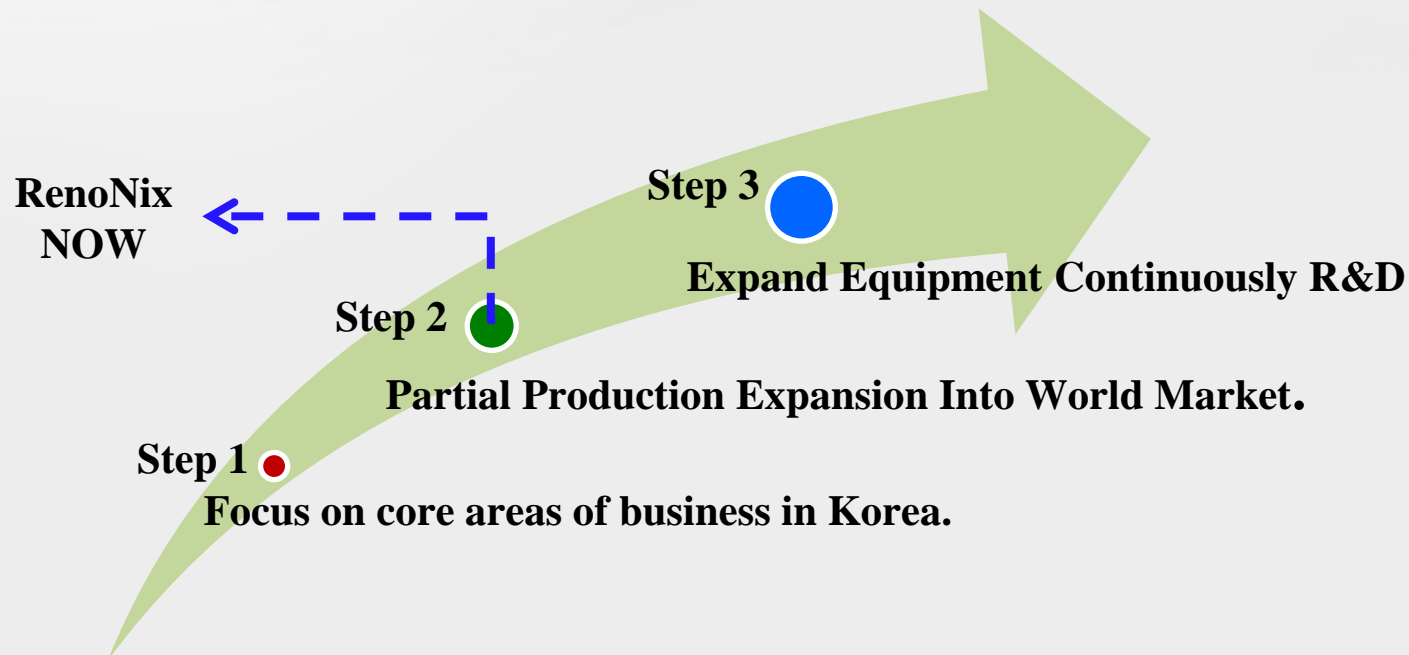 RenoNix
NOW
Step 3
Expand Equipment Continuously R&D
Step 2
Partial Production Expansion Into World Market.
Step 1
Focus on core areas of business in Korea.